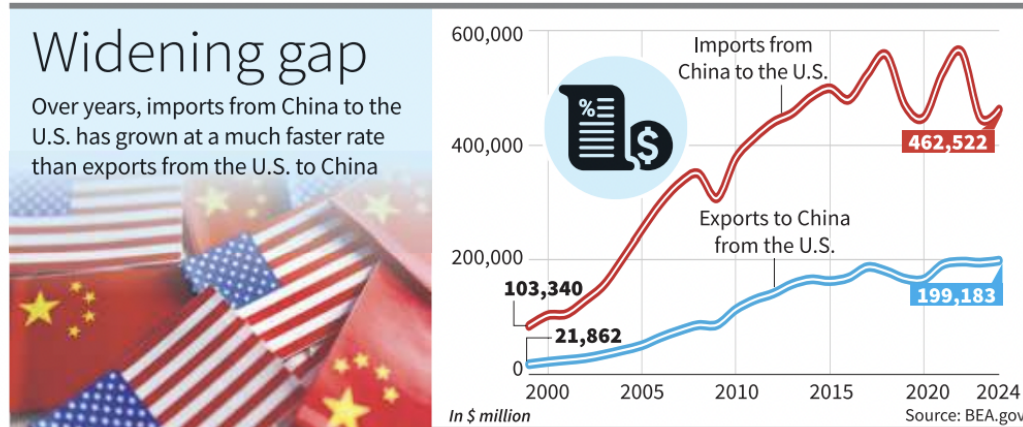 Widening gap
Over years, imports from China to the
U.S. has grown at a much faster rate
than exports from the U.S. to China
600,000
400,000
200,000
0
Imports from
China to the U.S.
%
$
462,522
Exports to China
from the U.S.
103,340
21,862
199,183
2000
2005
2010
2015
2020
2024
In $ million
Source: BEA.gov